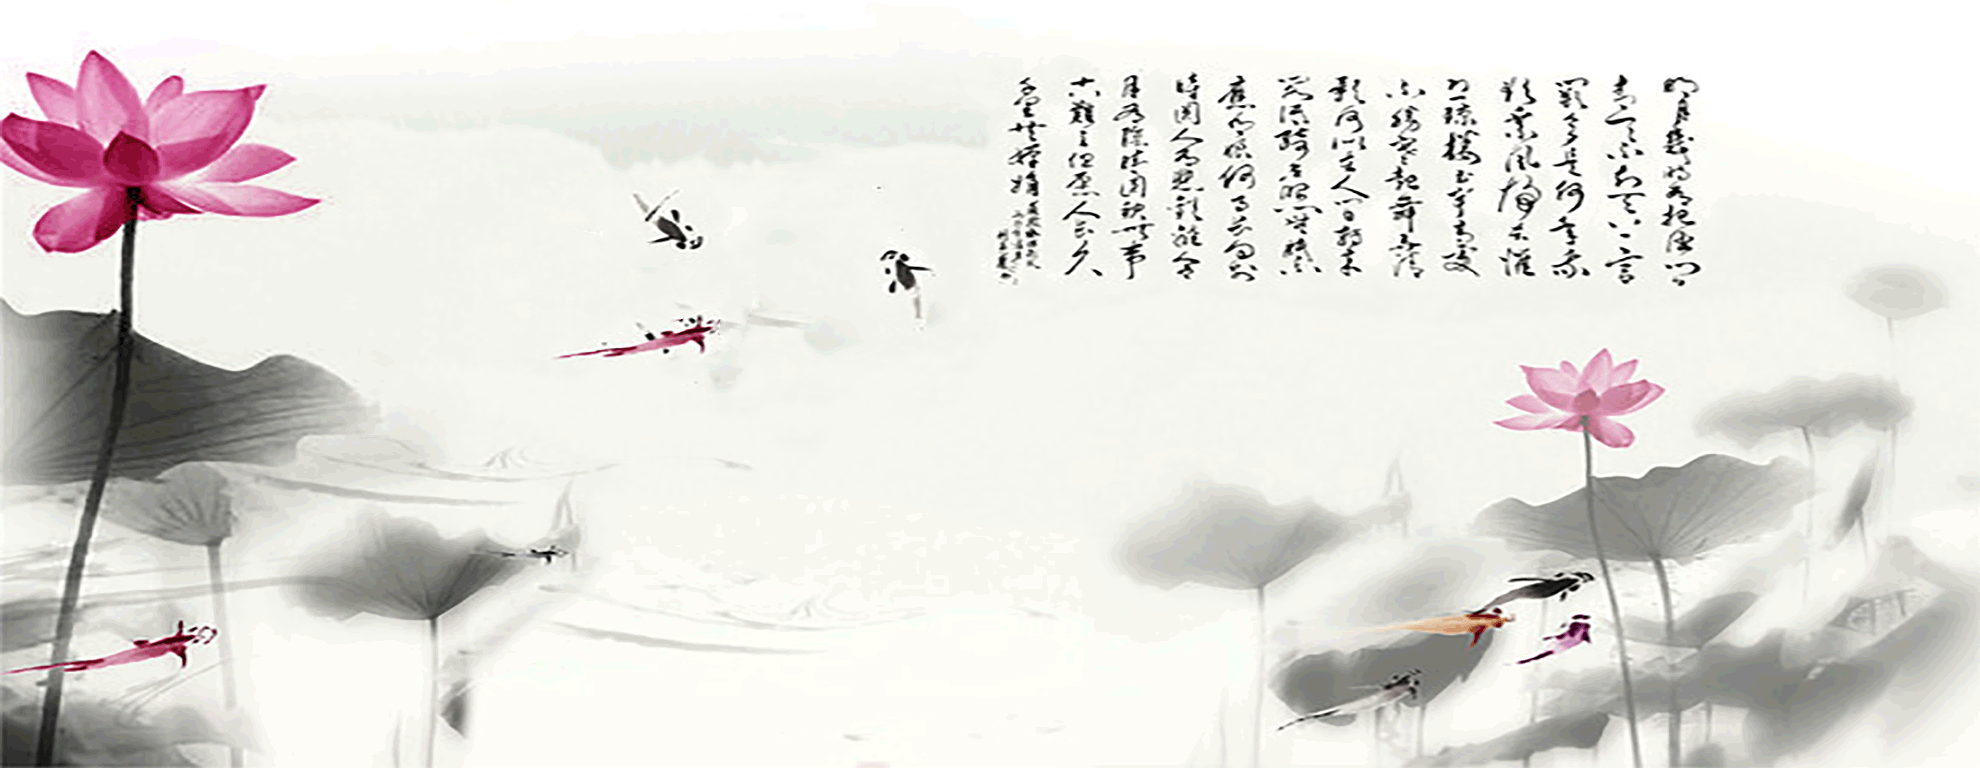 明月幾時有把酒問
青天不知天上宮
闕今夕是何年我
欲乘風歸去惟
恐瓊樓玉宇高處
不勝寒起舞弄清
影何似在人間轉朱
閣低綺戶照無眠不
應有恨何事長向別
時圓人有悲歡離合
月有陰晴圓缺此事
古難全但願人長久
千里共嬋娟